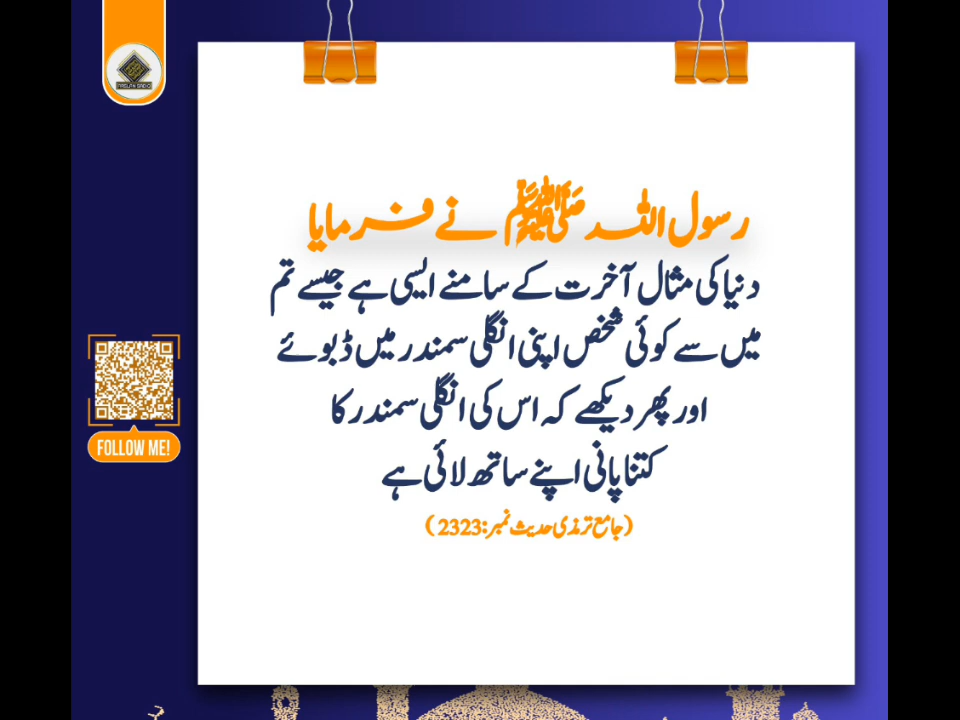 رسول اللہ ﷺ نے فرمایا
دنیا کی مثال آخرت کے سامنے ایسی ہے جیسے تم
میں سے کوئی شخص اپنی انگلی سمندر میں ڈبوئے
اور پھر دیکھے کہ اس کی انگلی سمندر کا
کتنا پانی اپنے ساتھ لائی ہے
(جامع ترمذی حدیث نمبر:2323)
FOLLOW ME!